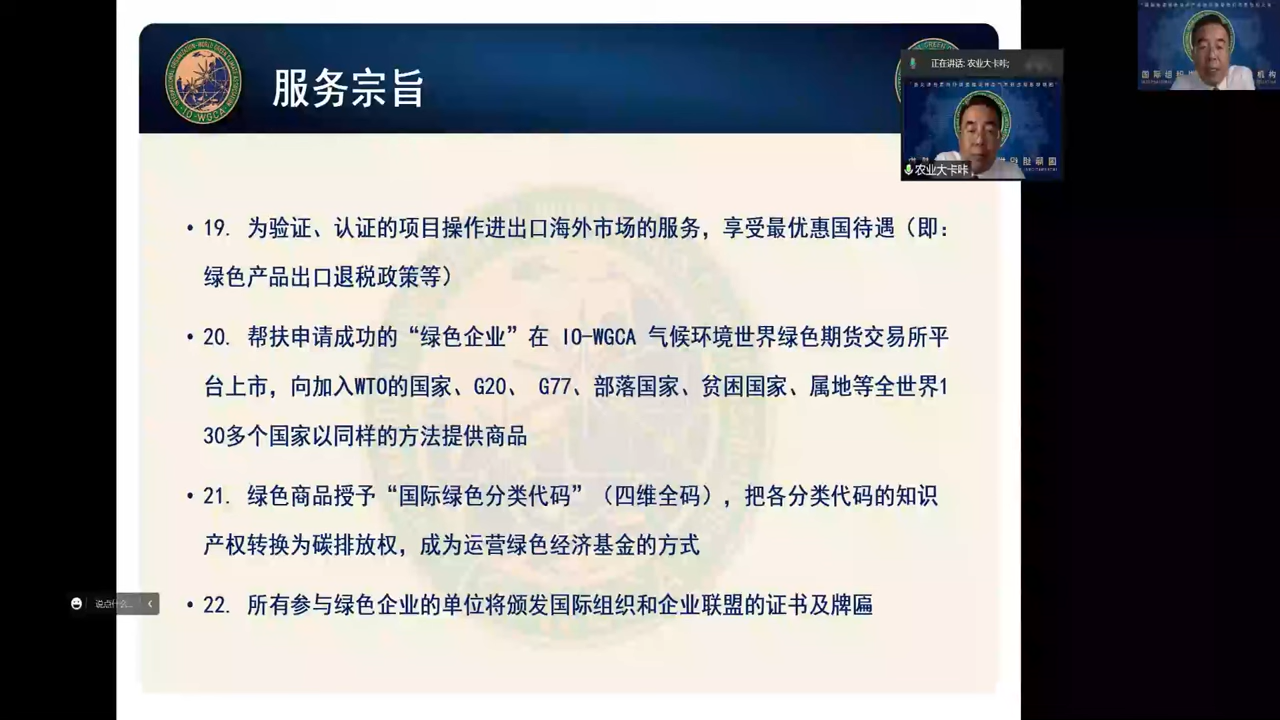 服务宗旨
正在讲话: 农业大卡咔;
农业大卡咔
• 19. 为验证、认证的项目操作进出口海外市场的服务，享受最优惠国待遇（即：
绿色产品出口退税政策等）
• 20. 帮扶申请成功的“绿色企业”在 IO-WGCA 气候环境世界绿色期货交易所平
台上市，向加入WTO的国家、G20、 G77、部落国家、贫困国家、属地等全世界1
30多个国家以同样的方法提供商品
• 21. 绿色商品授予“国际绿色分类代码”（四维全码），把各分类代码的知识
产权转换为碳排放权，成为运营绿色经济基金的方式
• 22. 所有参与绿色企业的单位将颁发国际组织和企业联盟的证书及牌匾
说点什么...
国际组织
机构